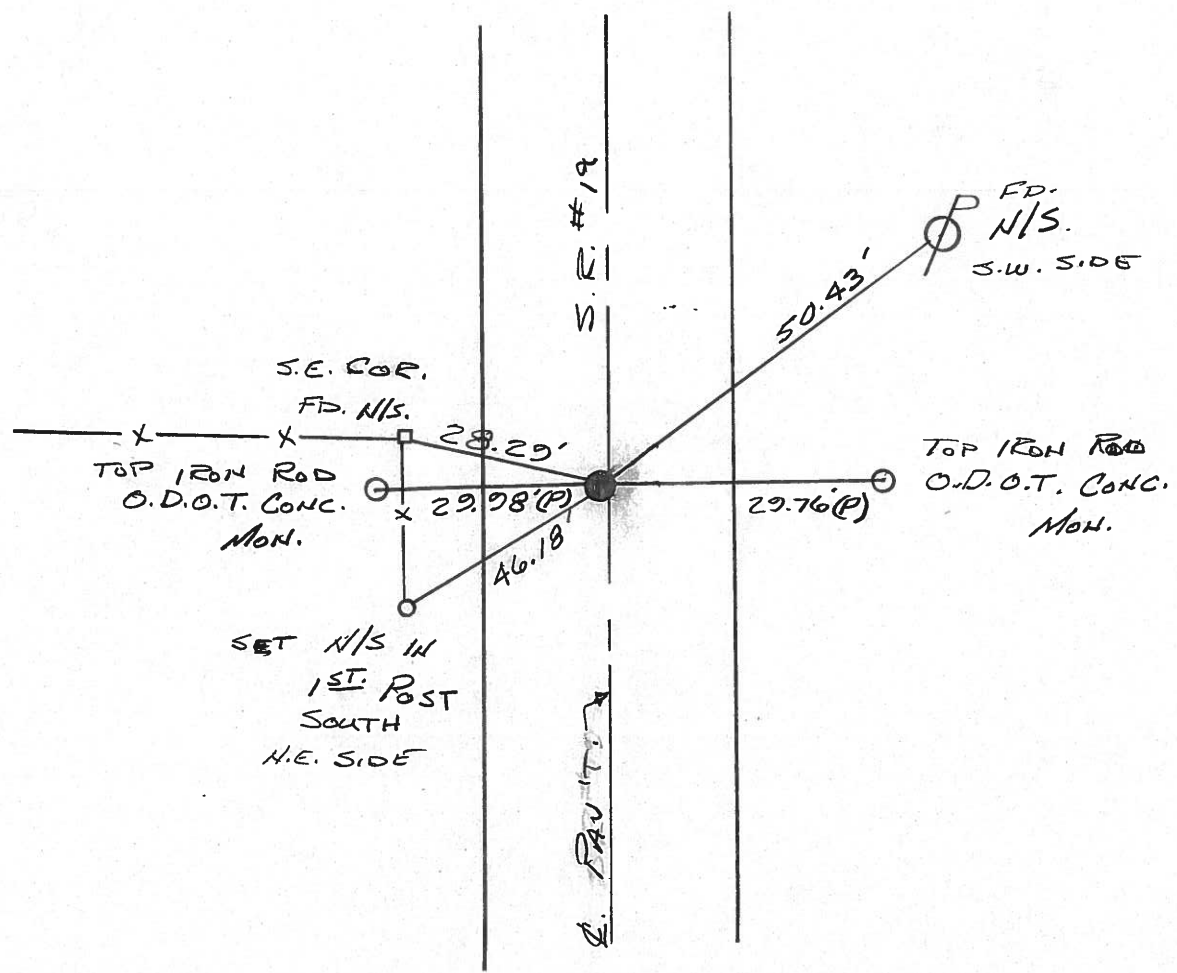 S.R. #19
FD.
N/S.
S.W. SIDE
50.43'
S.E. COR.
FD. N/S.
28.29'
X X
TOP IRON ROD
O.D.O.T. CONC.
MON.
29.98'(P)
X
46.18'
29.76'(P)
TOP IRON ROD
O.D.O.T. CONC.
MON.
SET N/S IN
1ST. POST
SOUTH
N.E. SIDE
℄. PAV'T.